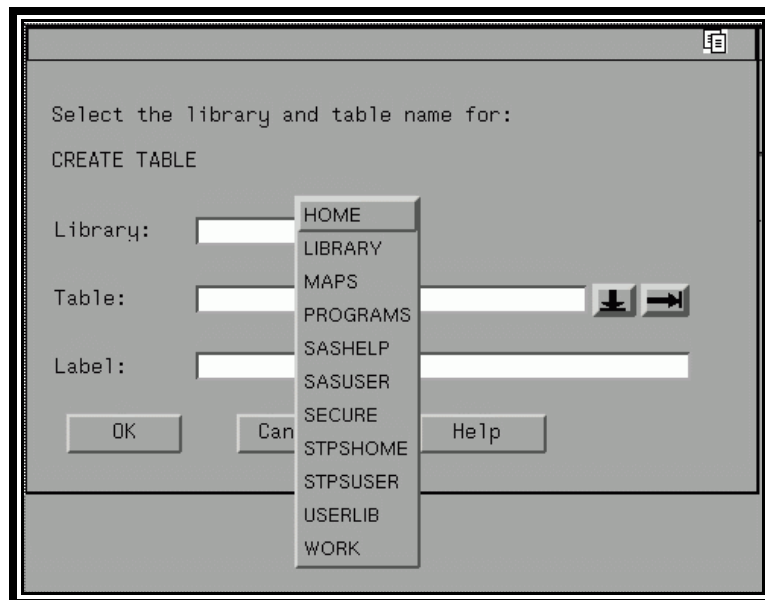 Select the library and table name for:
CREATE TABLE
Library:
HOME
LIBRARY
MAPS
PROGRAMS
SASHELP
SASUSER
SECURE
STPSHOME
STPSUSER
USERLIB
WORK
Table:
Label:
OK
Can
Help